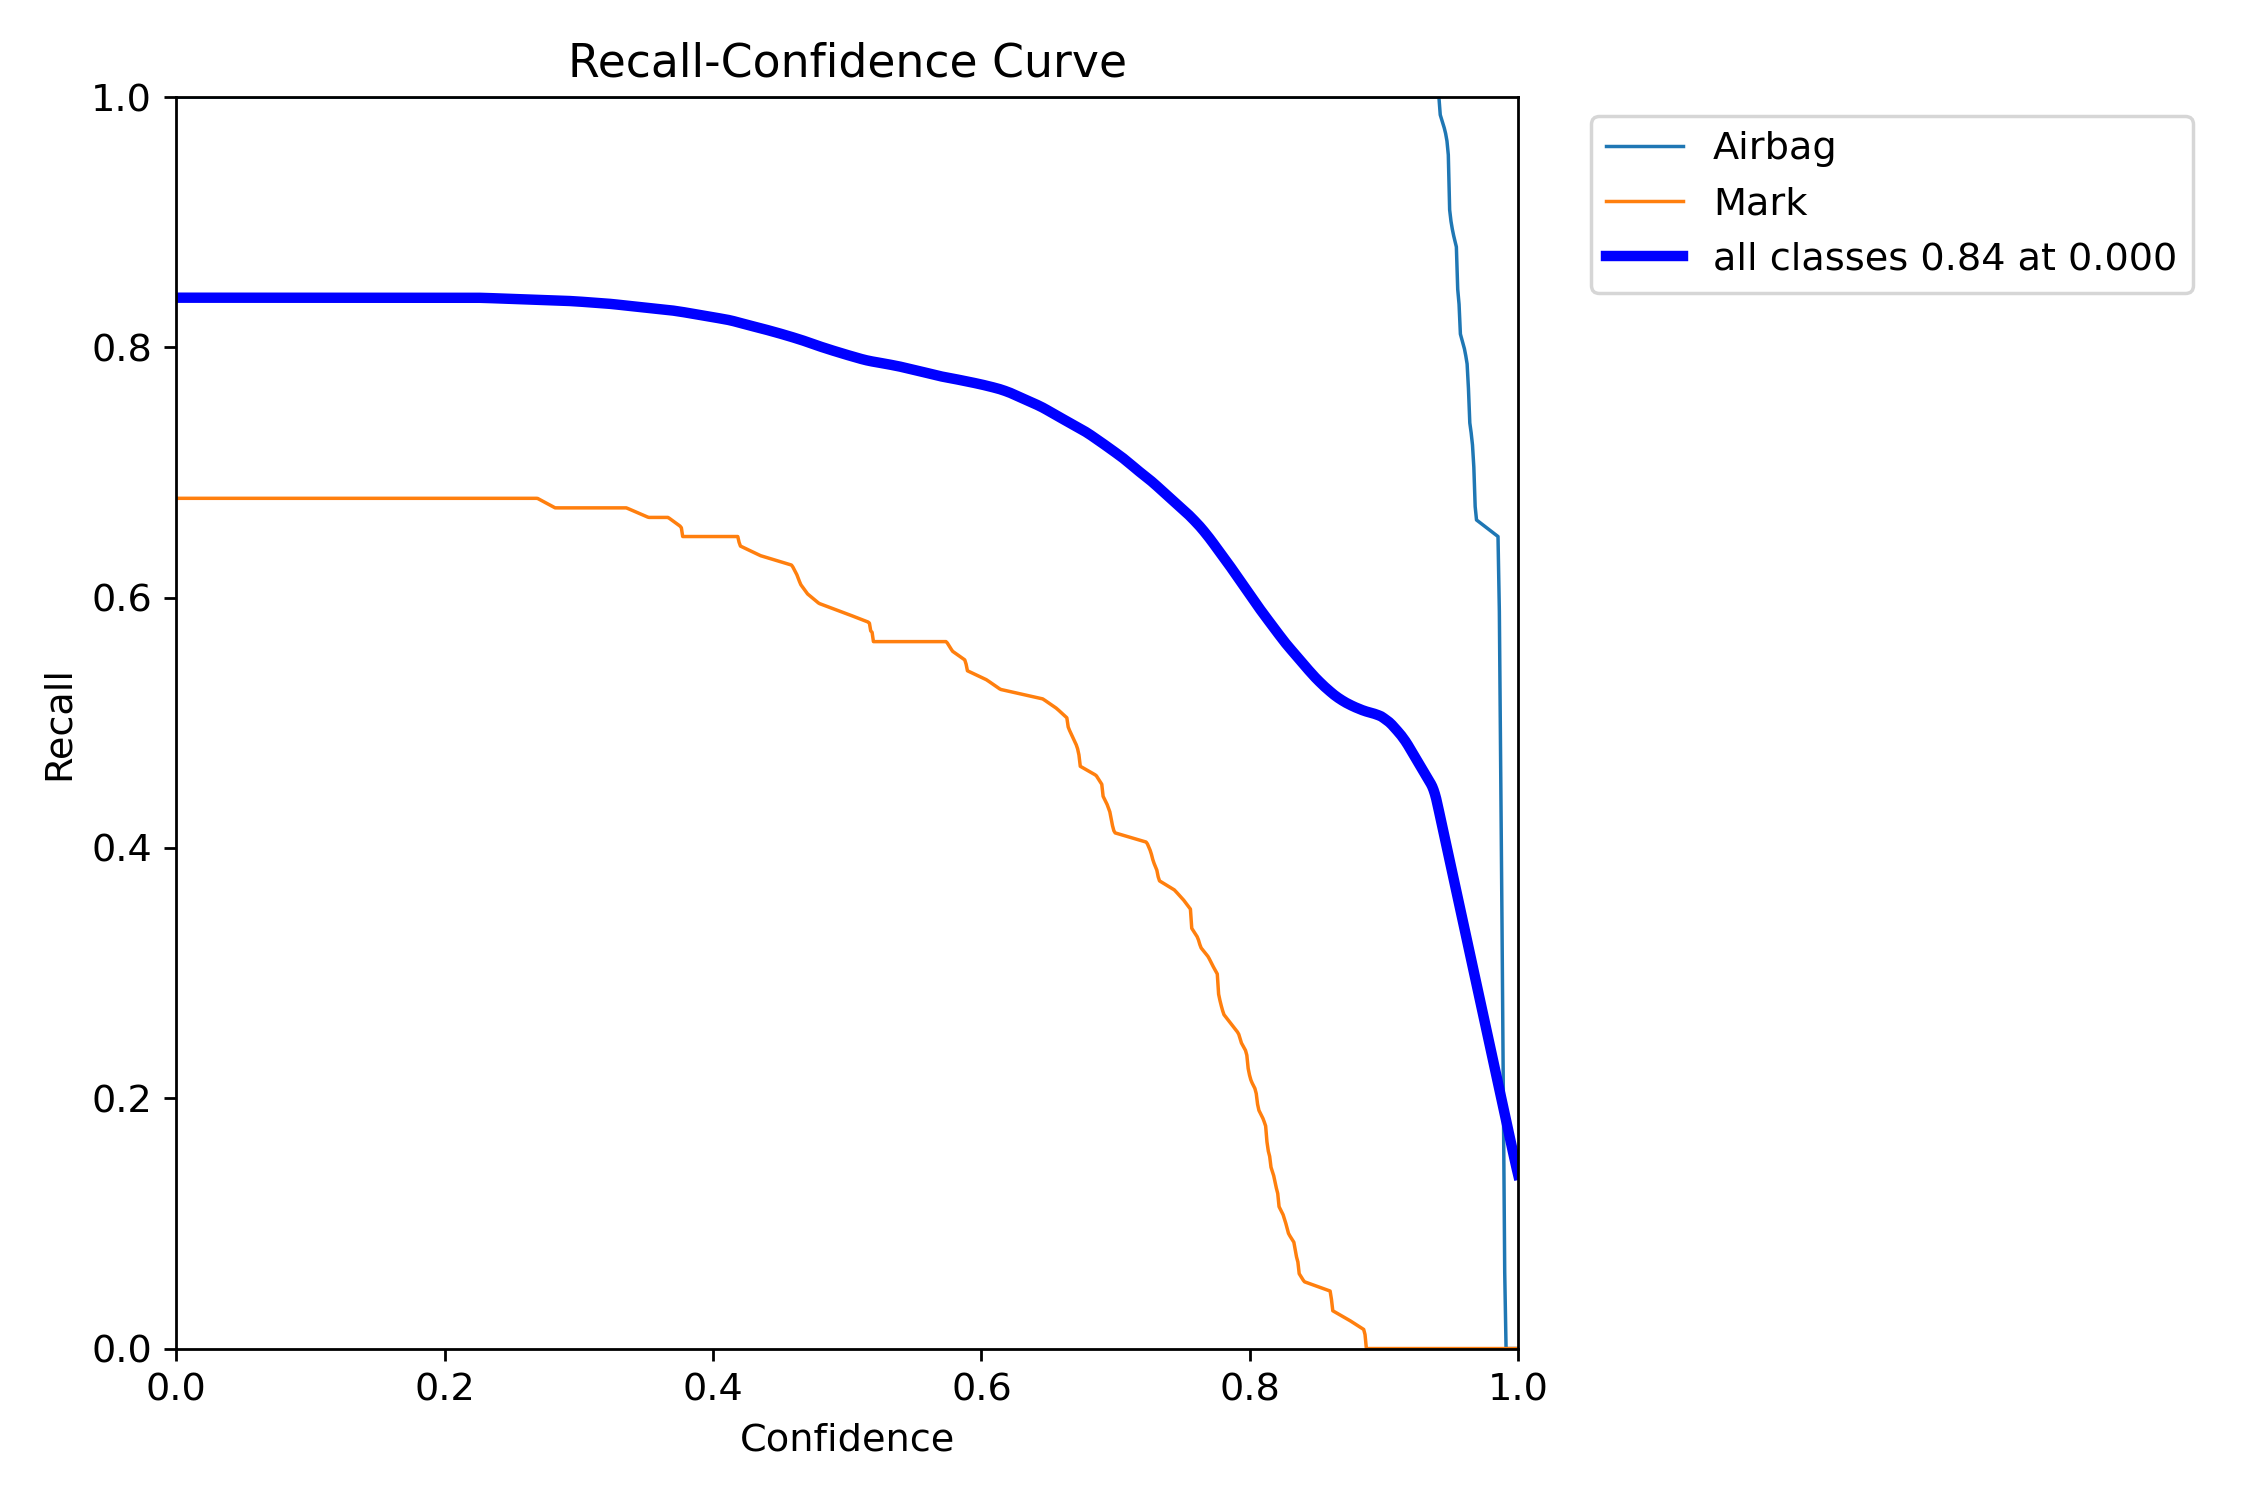 Recall-Confidence Curve
1.0
0.8
0.6
0.4
0.2
0.0
Recall
0.0 0.2 0.4 0.6 0.8 1.0
Confidence
Airbag
Mark
all classes 0.84 at 0.000